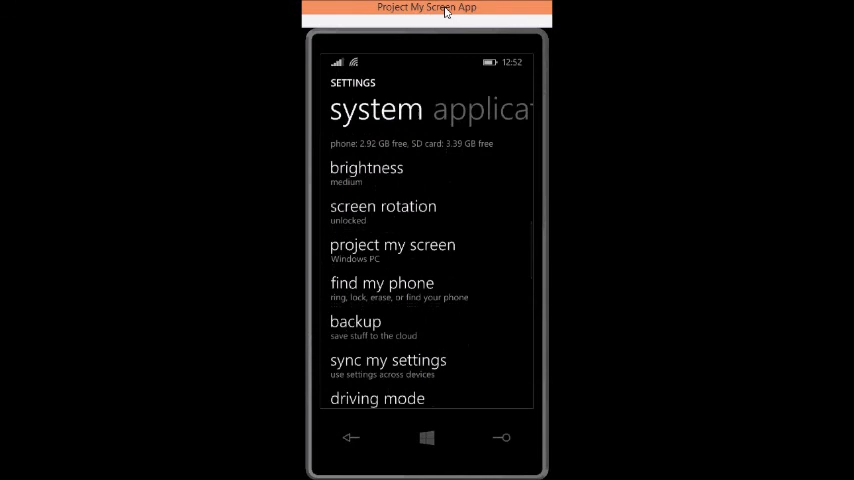 Project My Screen App
12:52
SETTINGS
system applicat
phone: 2.92 GB free, SD card: 3.39 GB free
brightness
medium
screen rotation
unlocked
project my screen
Windows PC
find my phone
ring, lock, erase, or find your phone
backup
save stuff to the cloud
sync my settings
use settings across devices
driving mode